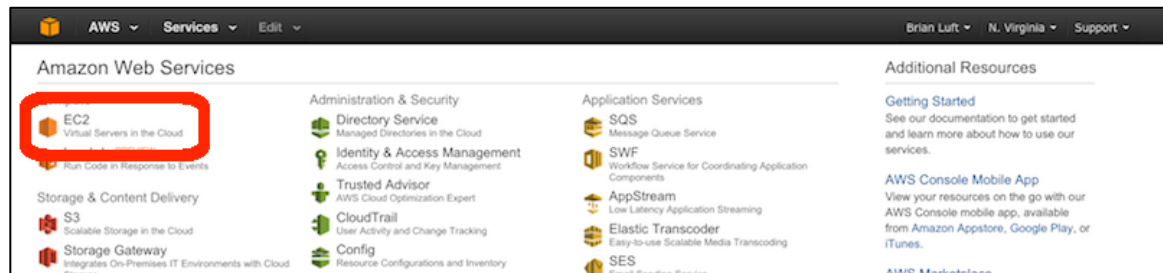 AWS Services Edit Brian Luft N. Virginia Support
Amazon Web Services
EC2
Virtual Servers in the Cloud
Run Code in Response to Events
Storage & Content Delivery
S3
Scalable Storage in the Cloud
Storage Gateway
Integrates On-Premises IT Environments with Cloud
Administration & Security
Directory Service
Managed Directories in the Cloud
Identity & Access Management
Access Control and Key Management
Trusted Advisor
AWS Cloud Optimization Expert
CloudTrail
User Activity and Change Tracking
Config
Resource Configurations and Inventory
Application Services
SQS
Message Queue Service
SWF
Workflow Service for Coordinating Application
Components
AppStream
Low Latency Application Streaming
Elastic Transcoder
Easy-to-use Scalable Media Transcoding
SES
Additional Resources
Getting Started
See our documentation to get started
and learn more about how to use our
services.
AWS Console Mobile App
View your resources on the go with our
AWS Console mobile app, available
from Amazon Appstore, Google Play, or
iTunes.
AWS Marketplace